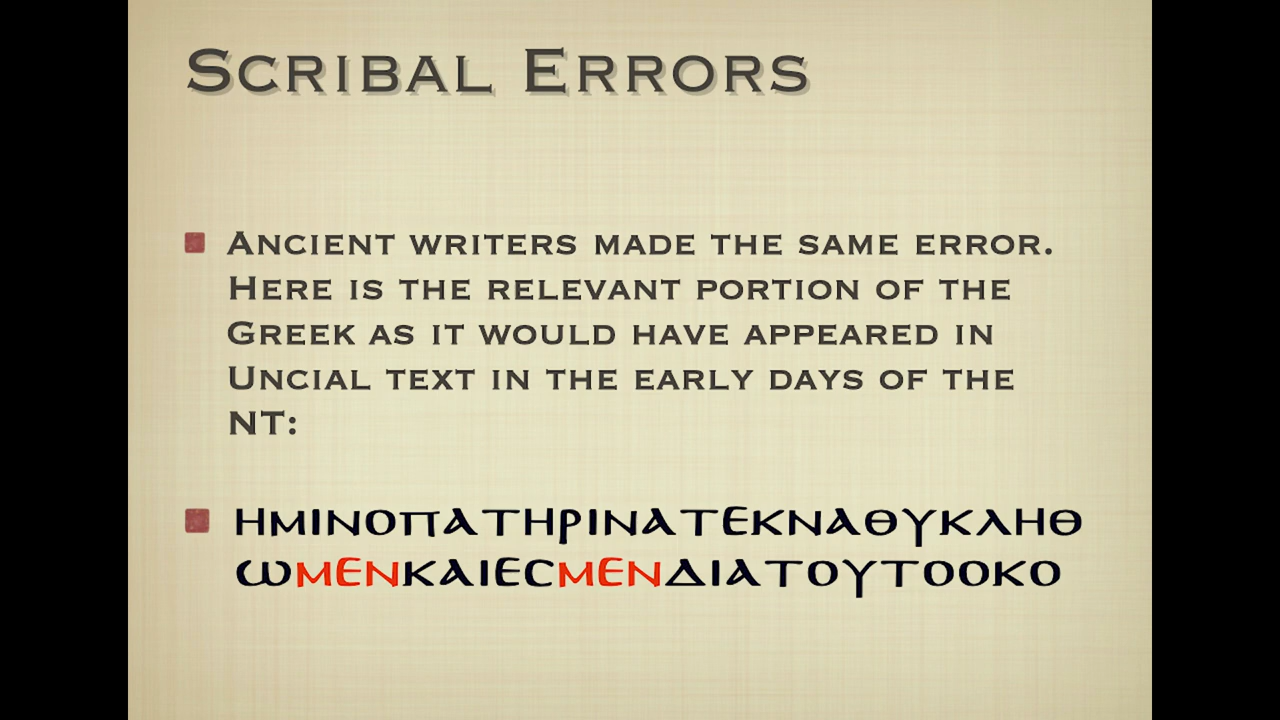 Scribal Errors
Ancient writers made the same error.
Here is the relevant portion of the
Greek as it would have appeared in
Uncial text in the early days of the
NT:
ΗΜΙΝΟΠΑΤΗΡΙΝΑΤΕΚΝΑΘΥΚΛΗΘ
ΩΜΕΝΚΑΙΕϹΜΕΝΔΙΑΤΟΥΤΟΟΚΟ